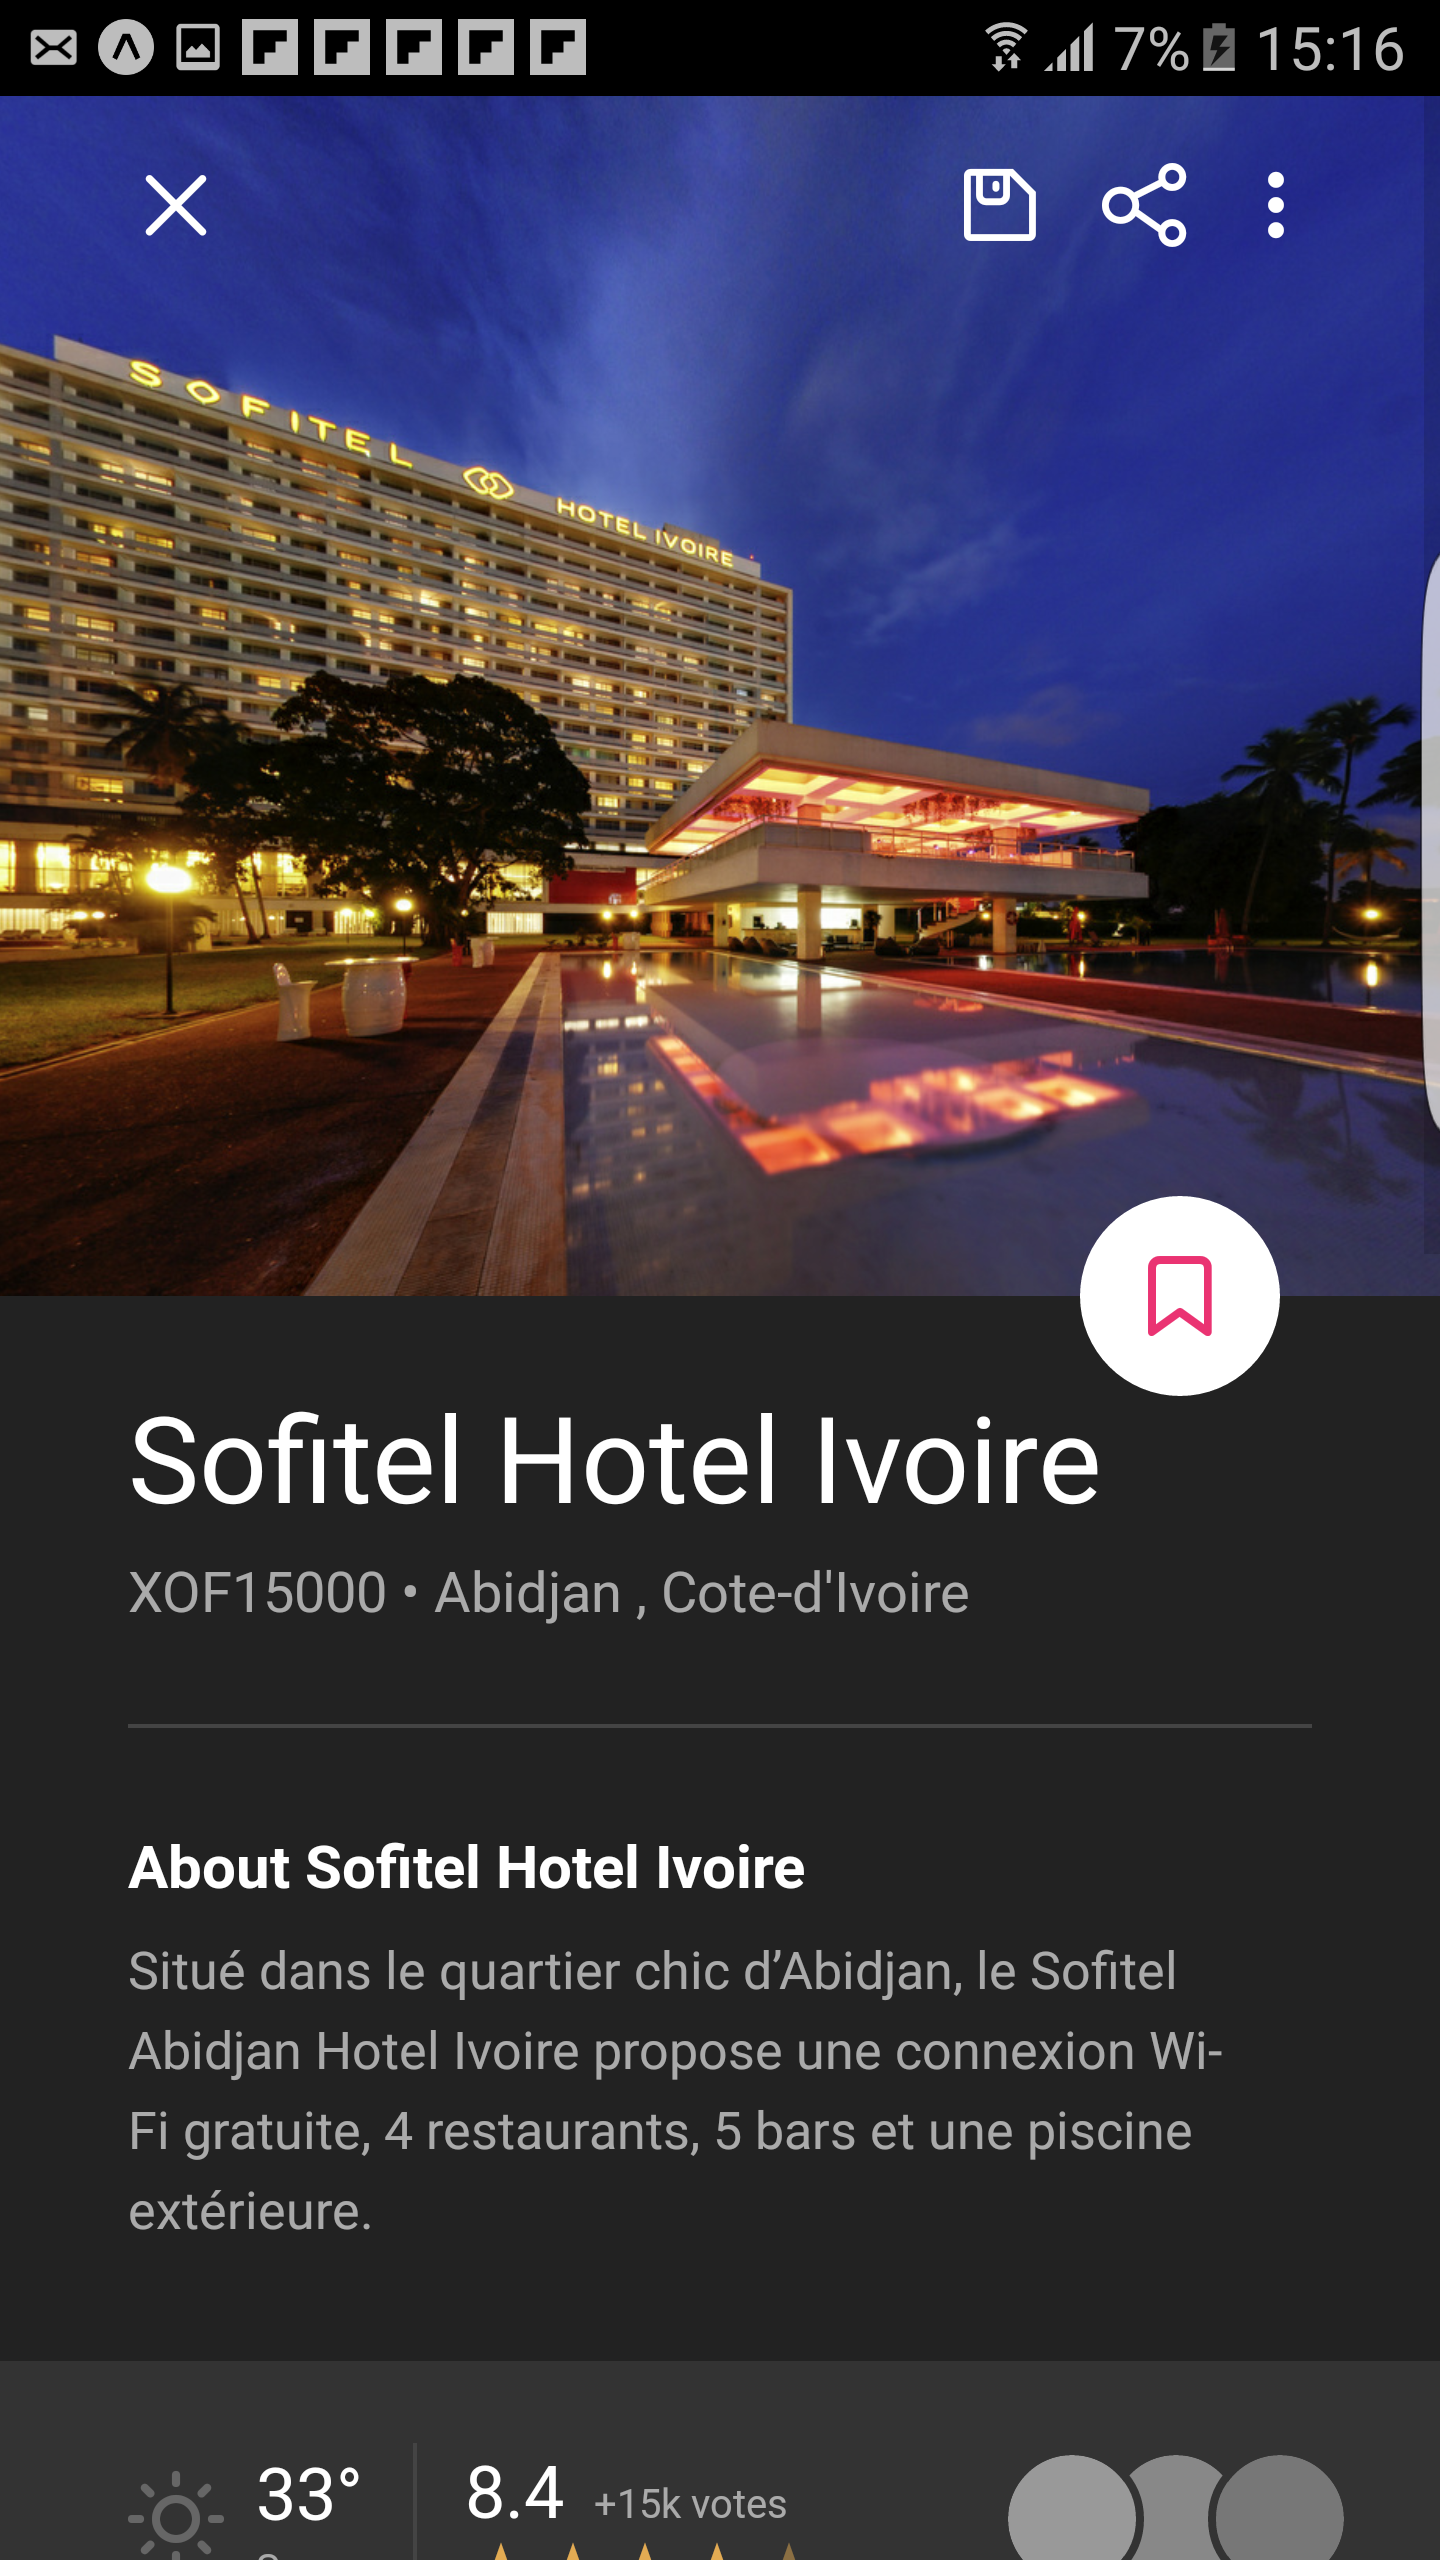 7% 15:16
SOFITEL HOTEL IVOIRE
Sofitel Hotel Ivoire
XOF15000 • Abidjan , Cote-d'Ivoire
About Sofitel Hotel Ivoire
Situé dans le quartier chic d’Abidjan, le Sofitel
Abidjan Hotel Ivoire propose une connexion Wi-
Fi gratuite, 4 restaurants, 5 bars et une piscine
extérieure.
33° 8.4 +15k votes